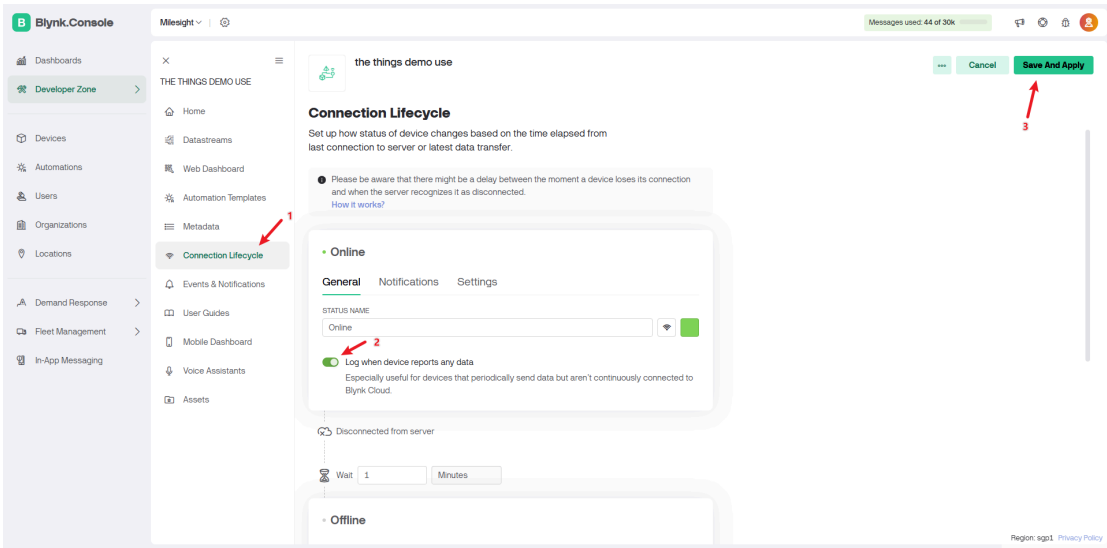 B Blynk.Console
Milesight
Messages used: 44 of 30k
Dashboards
Developer Zone
Devices
Automations
Users
Organizations
Locations
Demand Response
Fleet Management
In-App Messaging
THE THINGS DEMO USE
Home
Datastreams
Web Dashboard
Automation Templates
Metadata
1
Connection Lifecycle
Events & Notifications
User Guides
Mobile Dashboard
Voice Assistants
Assets
the things demo use
Cancel
Save And Apply
3
Connection Lifecycle
Set up how status of device changes based on the time elapsed from
last connection to server or latest data transfer.
Please be aware that there might be a delay between the moment a device loses its connection
and when the server recognizes it as disconnected.
How it works?
Online
General Notifications Settings
STATUS NAME
Online
2
Log when device reports any data
Especially useful for devices that periodically send data but aren't continuously connected to
Blynk Cloud.
Disconnected from server
Wait 1 Minutes
Offline
Region: sgp1 Privacy Policy